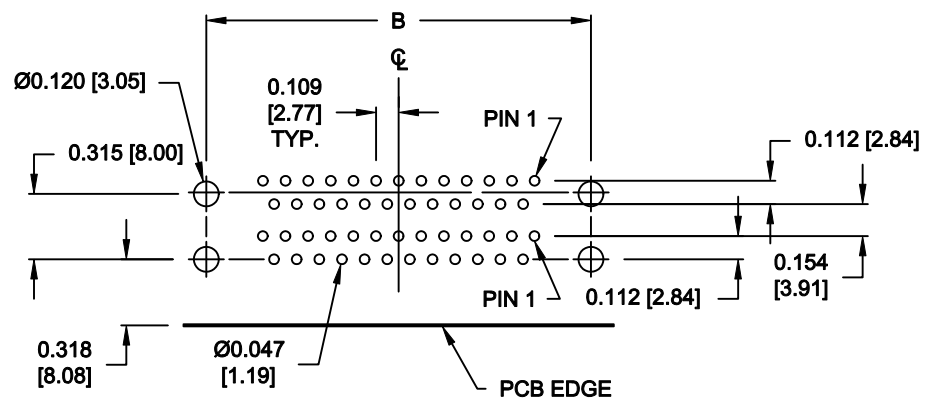 B
℄
Ø0.120 [3.05]
0.109
[2.77]
TYP.
PIN 1
0.112 [2.84]
0.315 [8.00]
0.154
[3.91]
PIN 1
0.112 [2.84]
0.318
[8.08]
Ø0.047
[1.19]
PCB EDGE